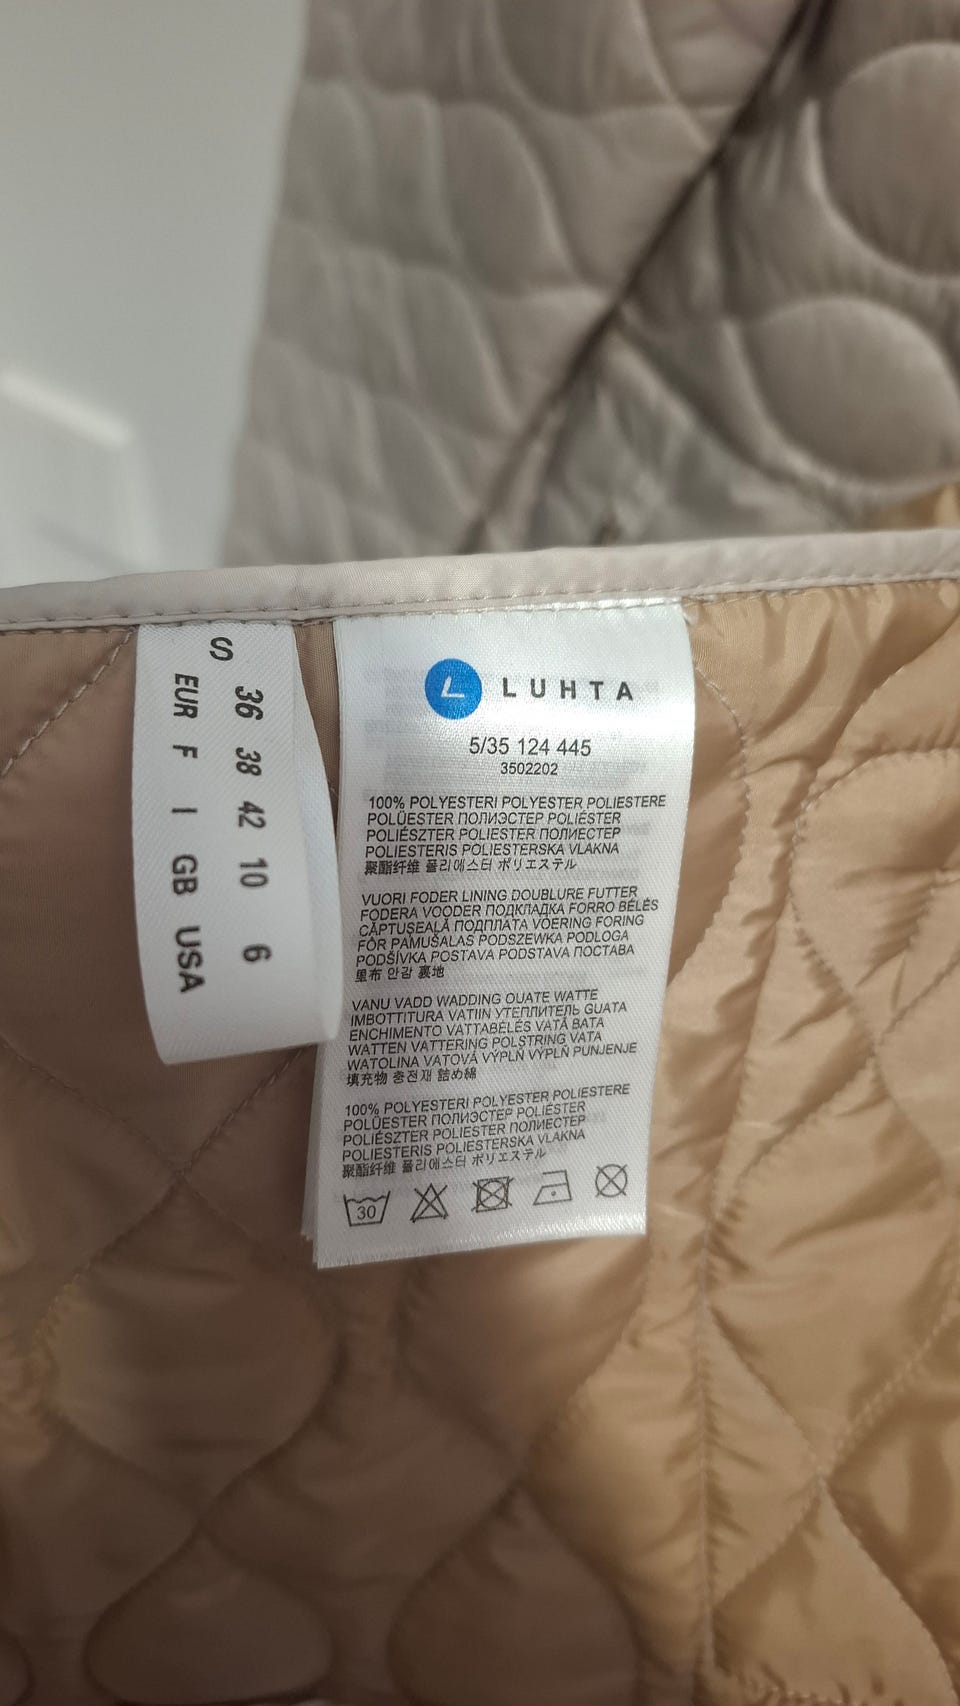 S
36 38 42 10 6
EUR F I GB USA
LUHTA
5/35 124 445
3502202
100% POLYESTERI POLYESTER POLIESTERE
POLÜESTER ПОЛИЭСТЕР POLIÉSTER
POLIÉSZTER POLIESTER ПОЛИЕСТЕР
POLIESTERIS POLIESTERSKA VLAKNA
聚酯纤维 폴리에스터 ポリエステル
VUORI FODER LINING DOUBLURE FUTTER
FODERA VOODER ПОДКЛАДКА FORRO BÉLÉS
CĂPTUŞEALĂ ПОДПЛАТА VÓERING FORING
FÓR PAMUŠALAS PODSZEWKA PODLOGA
PODŠÍVKA POSTAVA PODSTAVA ПОСТАВА
里布 안감 裏地
VANU VADD WADDING OUATE WATTE
IMBOTTITURA VATIIN УТЕПЛИТЕЛЬ GUATA
ENCHIMENTO VATTABÉLÉS VATĂ ВАТА
WATTEN VATTERING POLSTRING VATA
WATOLINA VATOVÁ VÝPLŇ VÝPLŇ PUNJENJE
填充物 충전재 詰め綿
100% POLYESTERI POLYESTER POLIESTERE
POLÜESTER ПОЛИЭСТЕР POLIÉSTER
POLIÉSZTER POLIESTER ПОЛИЕСТЕР
POLIESTERIS POLIESTERSKA VLAKNA
聚酯纤维 폴리에스터 ポリエステル
30